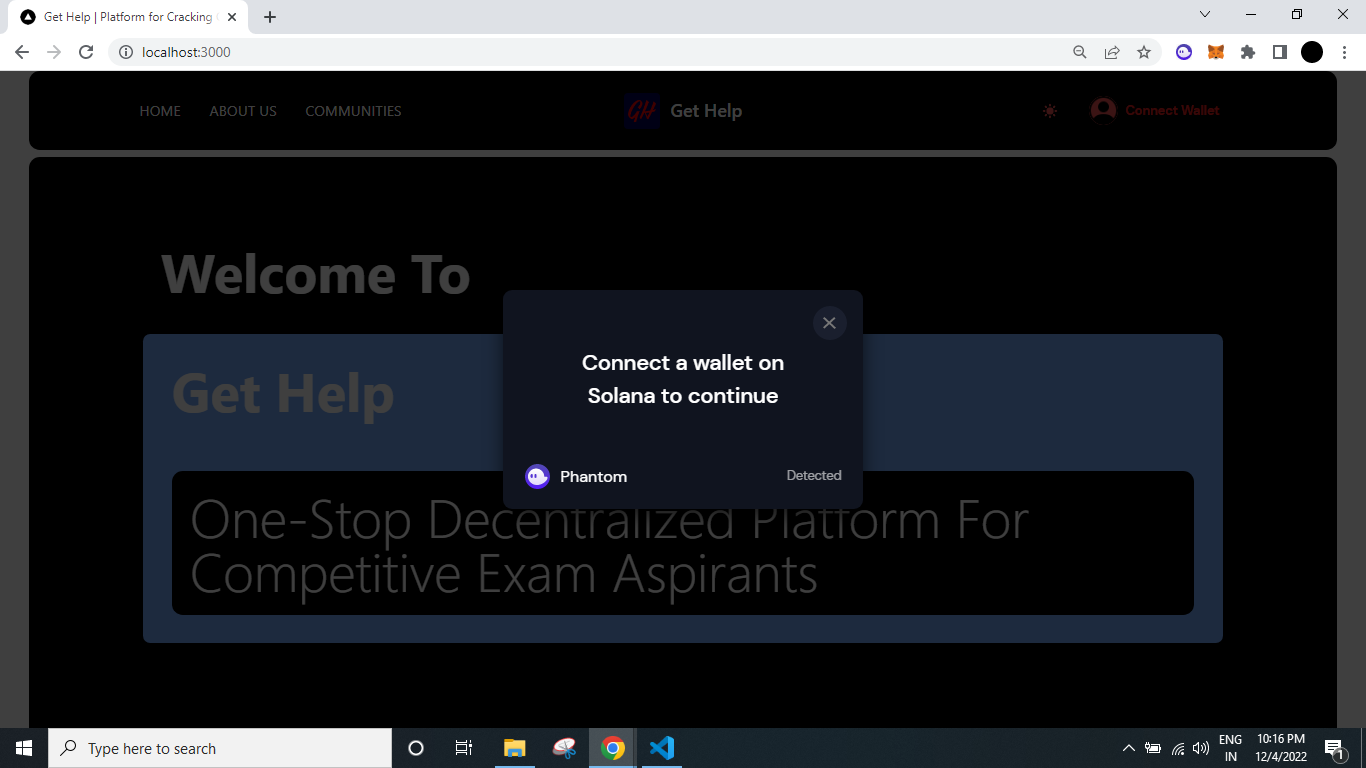 Get Help | Platform for Cracking
localhost:3000
HOME ABOUT US COMMUNITIES GH Get Help Connect Wallet
Welcome To
Get Help
Connect a wallet on
Solana to continue
Phantom Detected
One-Stop Decentralized Platform For
Competitive Exam Aspirants
Type here to search
ENG
IN
10:16 PM
12/4/2022
1